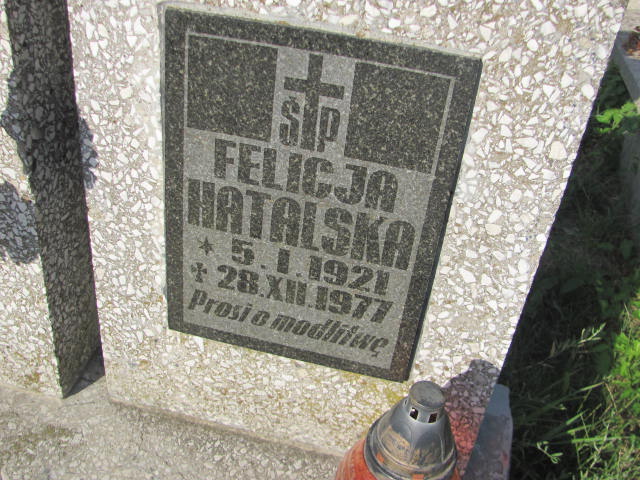 ŚP
FELICJA
HATALSKA
* 5.I.1921
✝ 28.XII.1977
Prosi o modlitwę